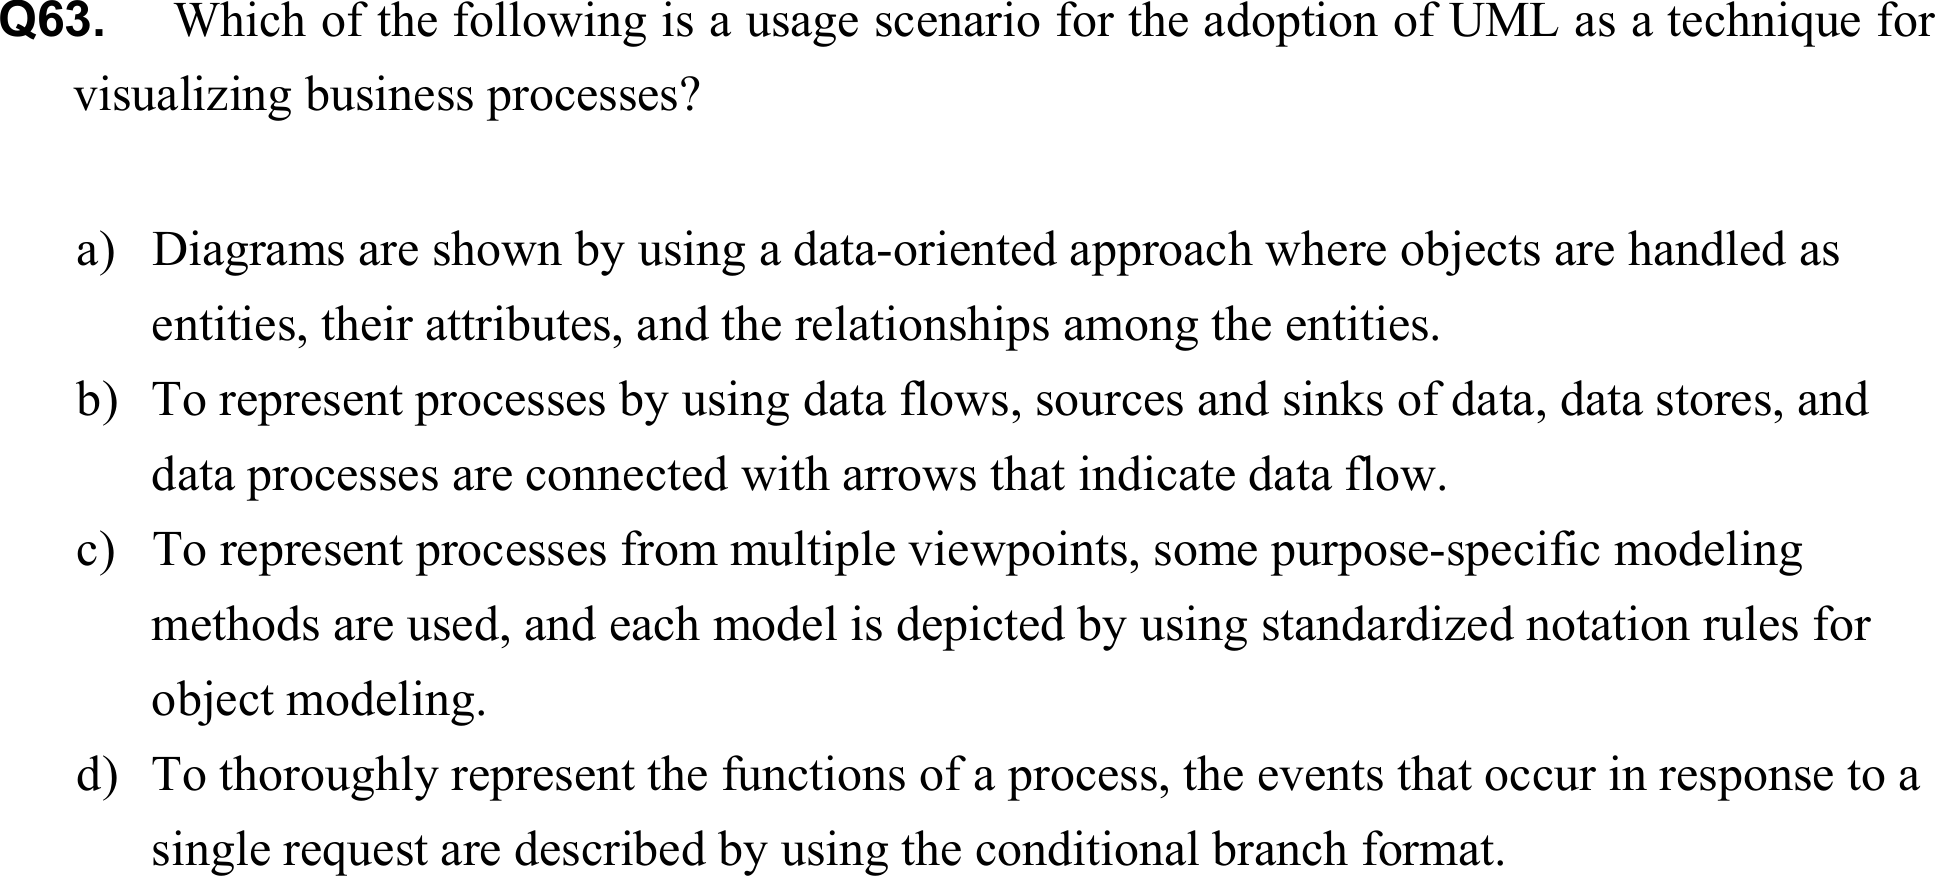 Q63. Which of the following is a usage scenario for the adoption of UML as a technique for
visualizing business processes?
a) Diagrams are shown by using a data-oriented approach where objects are handled as
entities, their attributes, and the relationships among the entities.
b) To represent processes by using data flows, sources and sinks of data, data stores, and
data processes are connected with arrows that indicate data flow.
c) To represent processes from multiple viewpoints, some purpose-specific modeling
methods are used, and each model is depicted by using standardized notation rules for
object modeling.
d) To thoroughly represent the functions of a process, the events that occur in response to a
single request are described by using the conditional branch format.